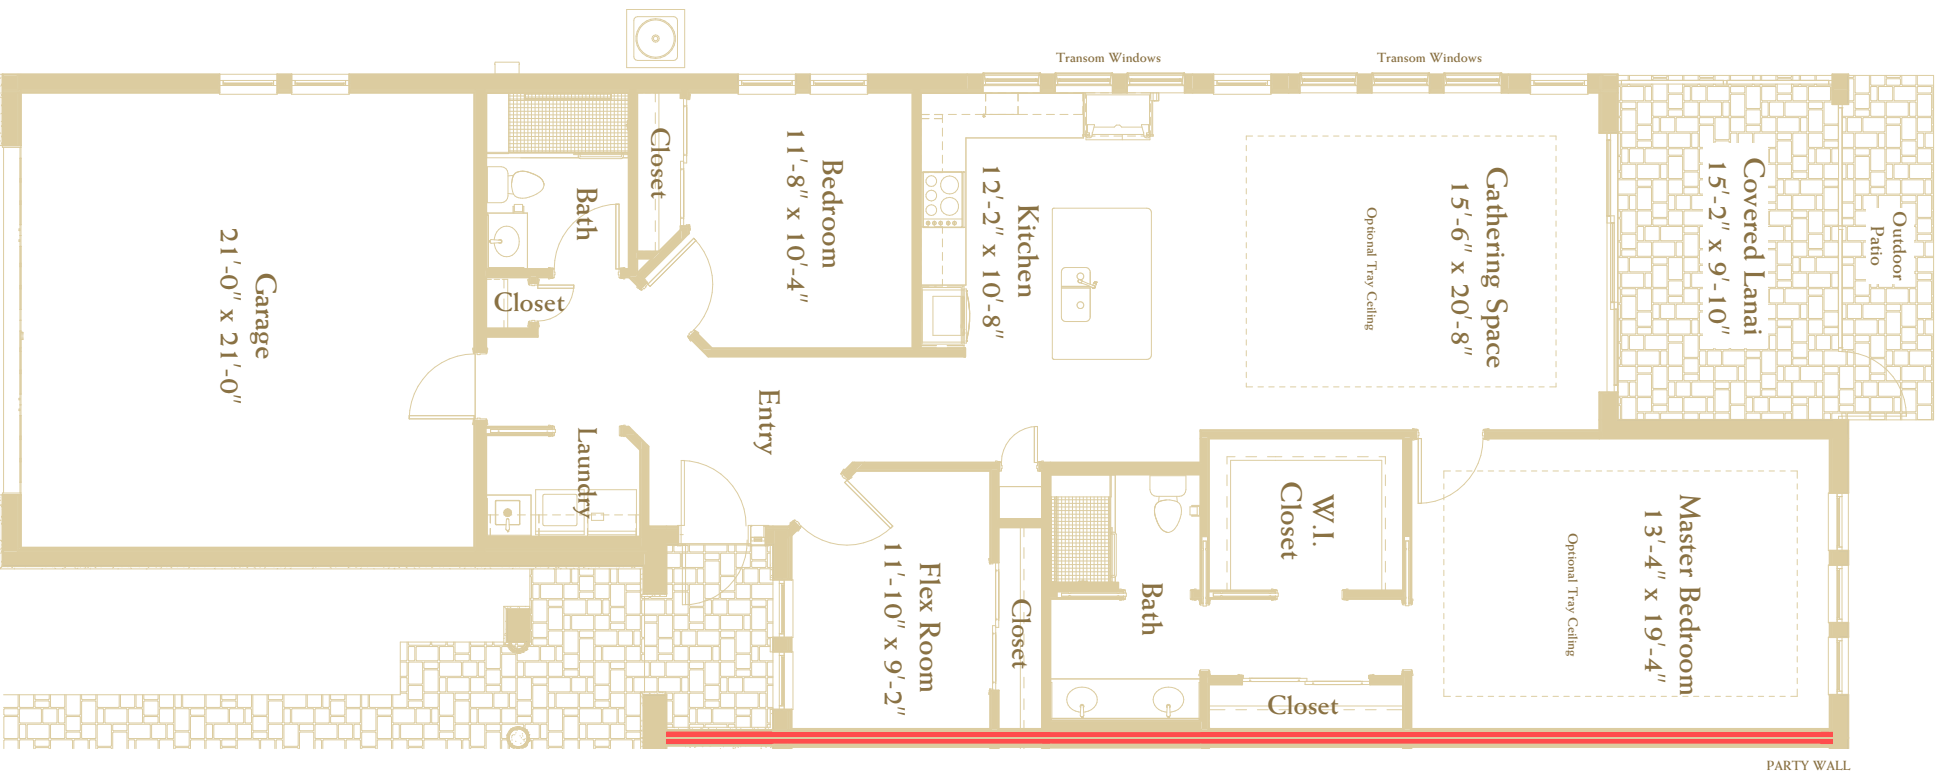 Transom Windows
Transom Windows
Garage
21'-0" x 21'-0"
Bath
Closet
Closet
Laundry
Bedroom
11'-8" x 10'-4"
Entry
Kitchen
12'-2" x 10'-8"
Gathering Space
15'-6" x 20'-8"
Optional Tray Ceiling
Covered Lanai
15'-2" x 9'-10"
Outdoor
Patio
Flex Room
11'-10" x 9'-2"
Closet
Bath
W.I.
Closet
Closet
Master Bedroom
13'-4" x 19'-4"
Optional Tray Ceiling
PARTY WALL